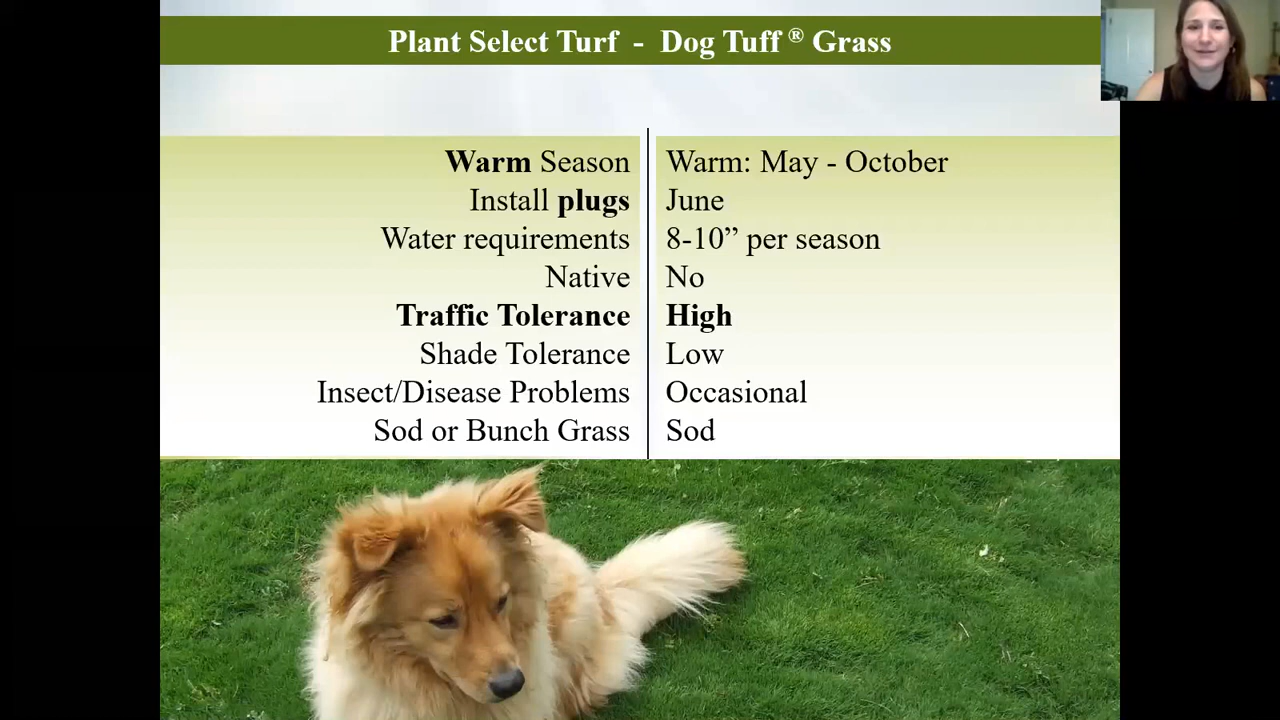 Plant Select Turf - Dog Tuff ® Grass
Warm Season Warm: May - October
Install plugs June
Water requirements 8-10” per season
Native No
Traffic Tolerance High
Shade Tolerance Low
Insect/Disease Problems Occasional
Sod or Bunch Grass Sod